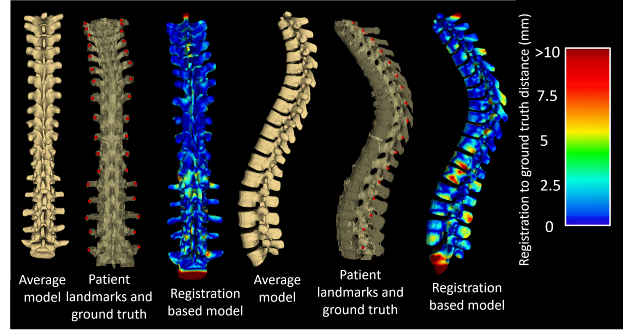 Average
model
Patient
landmarks and
ground truth
Registration
based model
Average
model
Patient
landmarks and
ground truth
Registration
based model
Registration to ground truth distance (mm)
>10
7.5
5
2.5
0